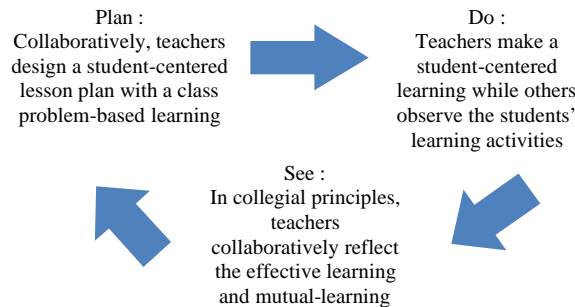 Plan :
Collaboratively, teachers
design a student-centered
lesson plan with a class
problem-based learning
Do :
Teachers make a
student-centered
learning while others
observe the students’
learning activities
See :
In collegial principles,
teachers
collaboratively reflect
the effective learning
and mutual-learning